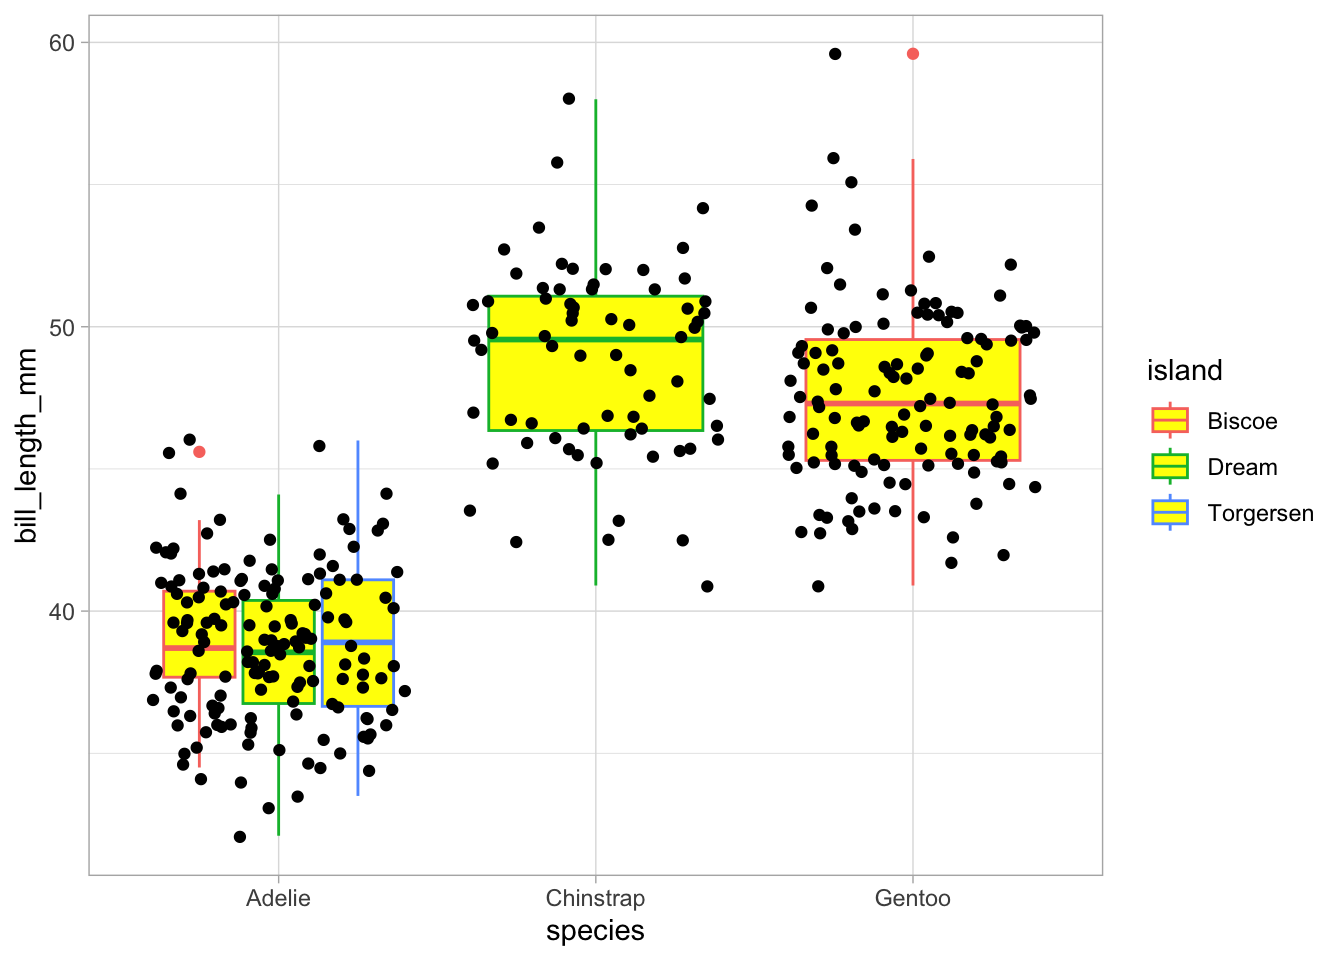 60
50
40
bill_length_mm
Adelie
Chinstrap
Gentoo
species
island
Biscoe
Dream
Torgersen